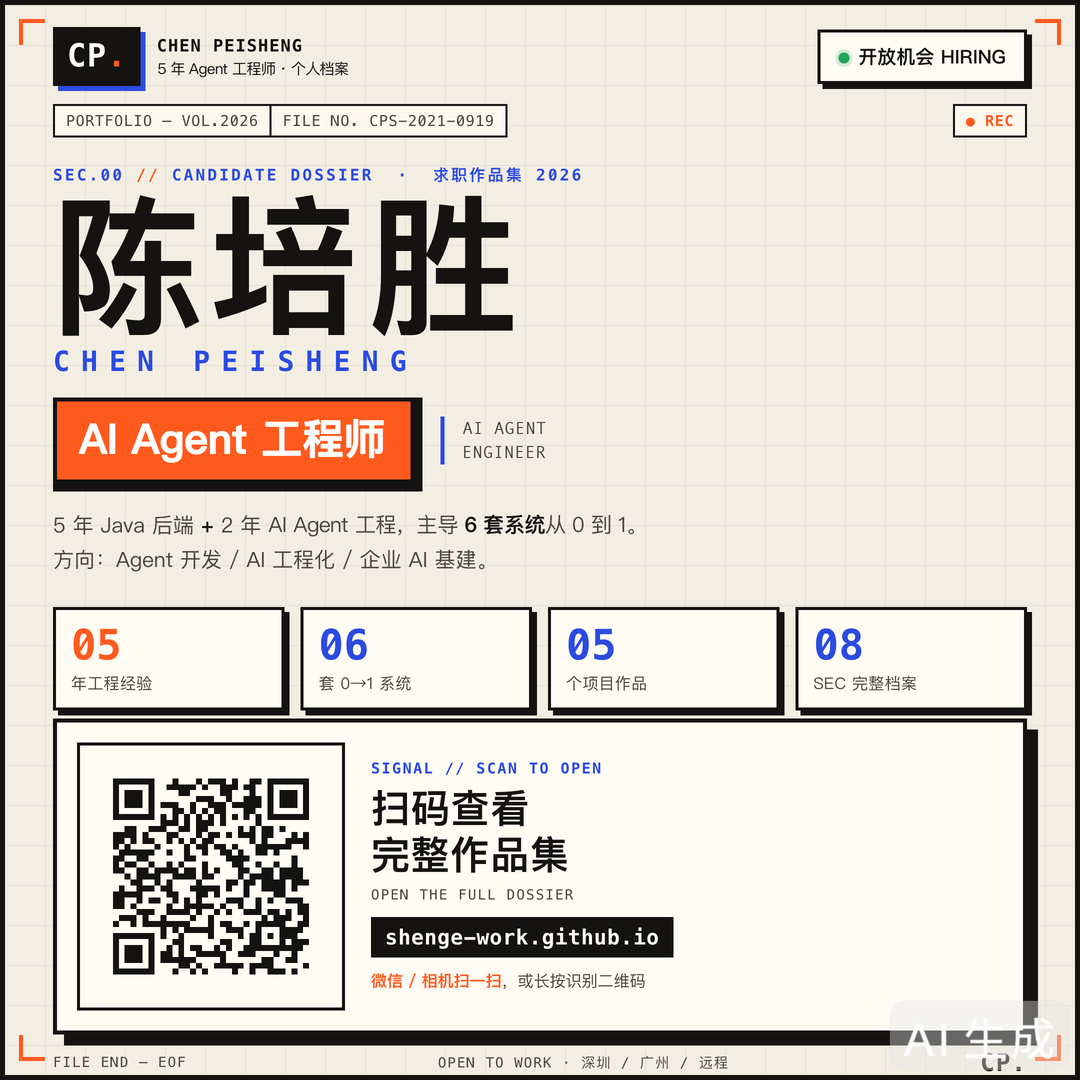 CP.
CHEN PEISHENG
5 年 Agent 工程师 · 个人档案
开放机会 HIRING
PORTFOLIO — VOL.2026
FILE NO. CPS-2021-0919
REC
SEC.00 // CANDIDATE DOSSIER · 求职作品集 2026
陈培胜
CHEN PEISHENG
AI Agent 工程师
AI AGENT
ENGINEER
5 年 Java 后端 + 2 年 AI Agent 工程，主导 6 套系统从 0 到 1。
方向：Agent 开发 / AI 工程化 / 企业 AI 基建。
05
年工程经验
06
套 0→1 系统
05
个项目作品
08
SEC 完整档案
SIGNAL // SCAN TO OPEN
扫码查看
完整作品集
OPEN THE FULL DOSSIER
shenge-work.github.io
微信 / 相机扫一扫，或长按识别二维码
FILE END — EOF
OPEN TO WORK · 深圳 / 广州 / 远程
CP.
AI 生成